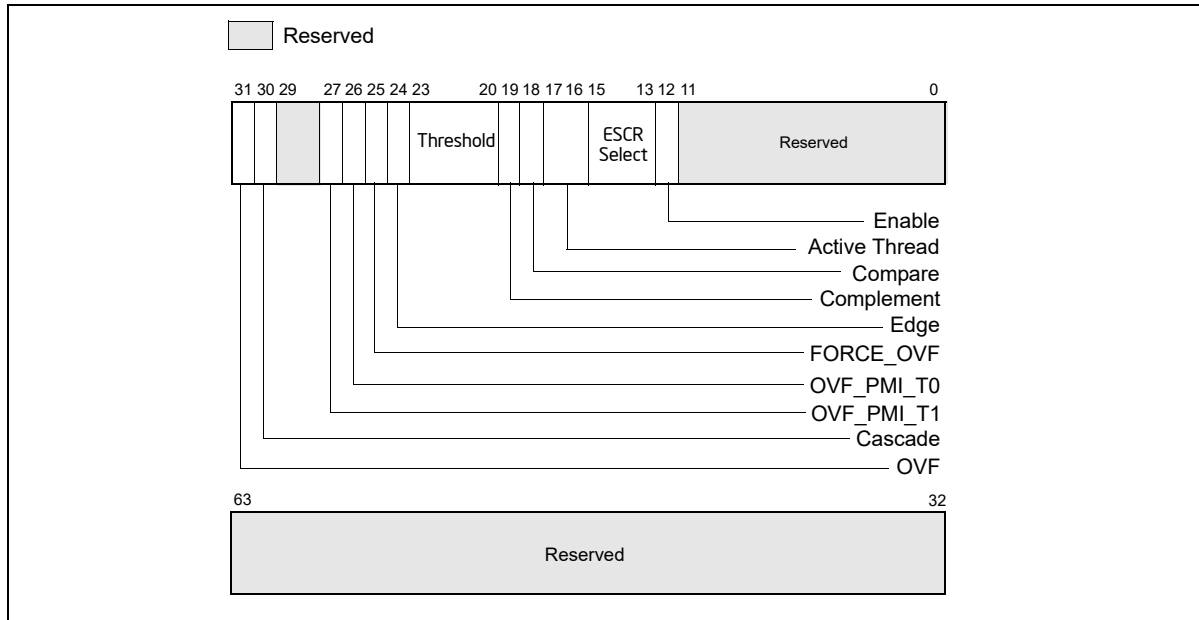 Reserved
31 30 29 27 26 25 24 23 20 19 18 17 16 15 13 12 11 0
Threshold
ESCR
Select
Reserved
Enable
Active Thread
Compare
Complement
Edge
FORCE_OVF
OVF_PMI_T0
OVF_PMI_T1
Cascade
OVF
63 32
Reserved